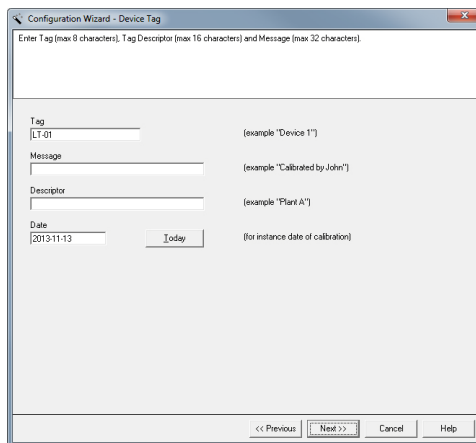 Configuration Wizard - Device Tag
Enter Tag (max 8 characters), Tag Descriptor (max 16 characters) and Message (max 32 characters).
Tag
LT-01 (example "Device 1")
Message
(example "Calibrated by John")
Descriptor
(example "Plant A")
Date
2013-11-13 Today (for instance date of calibration)
<< Previous Next >> Cancel Help